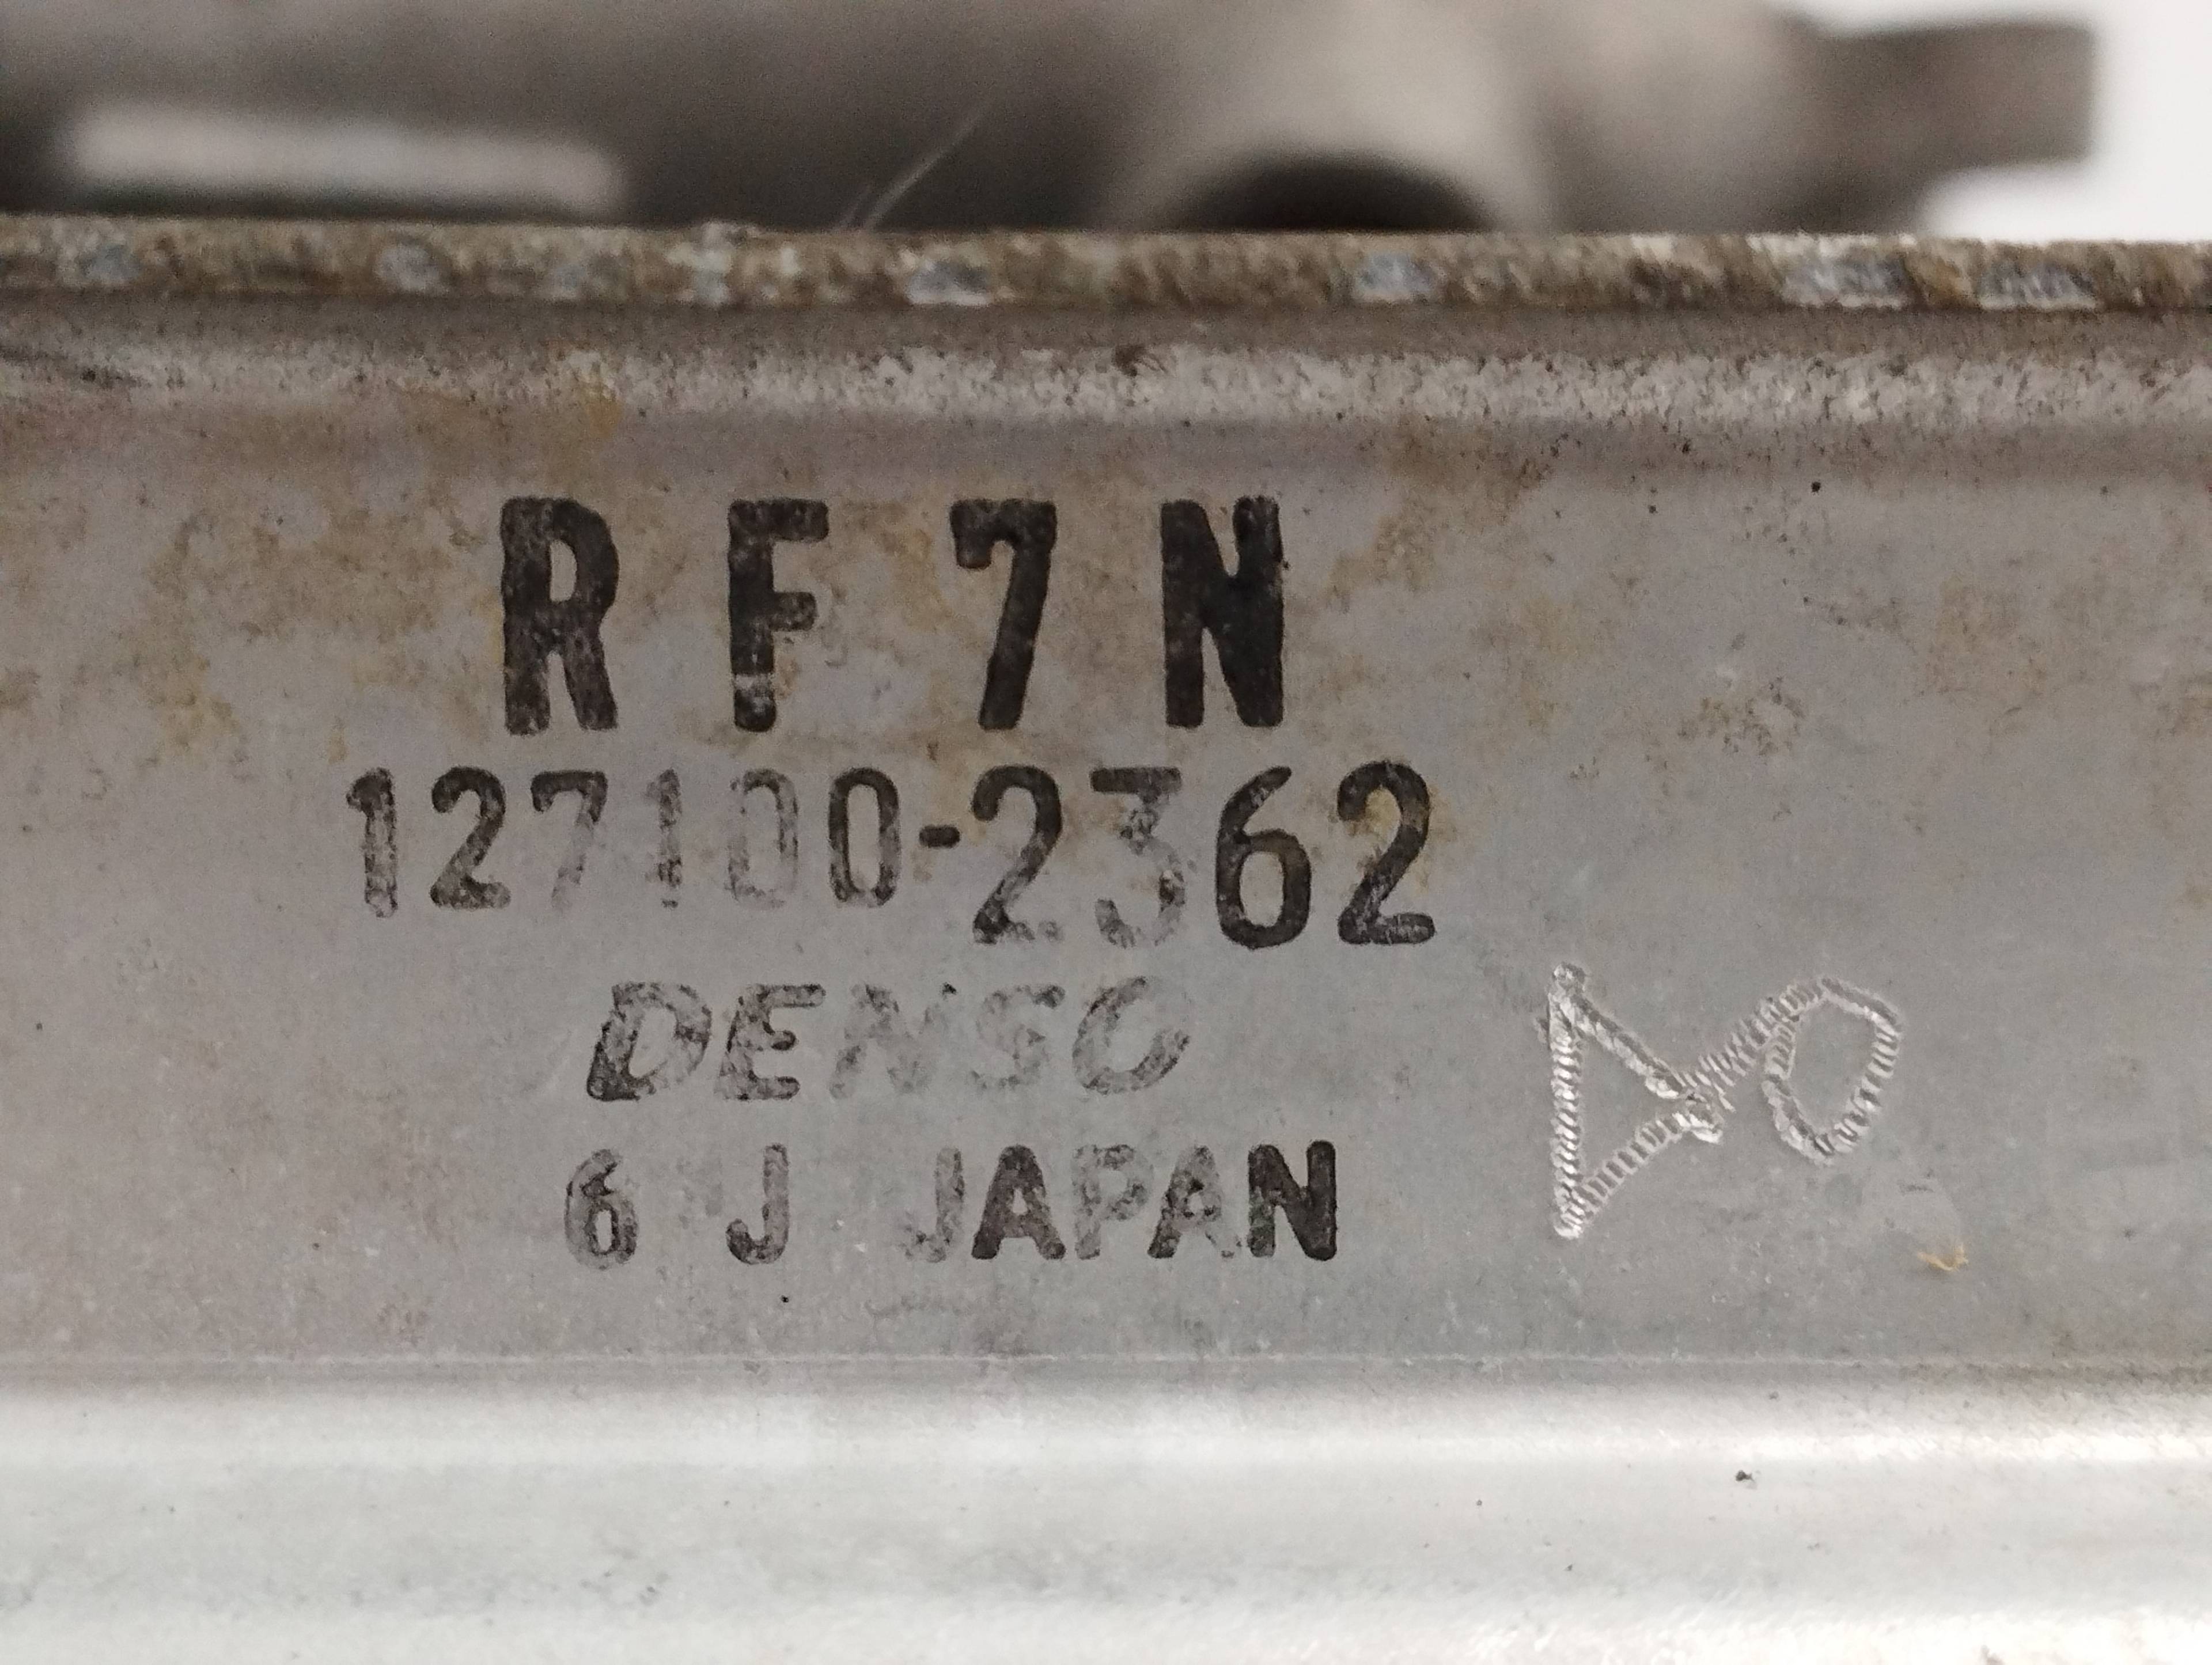 RF7N
127100-2362
DENSO
6 J JAPAN